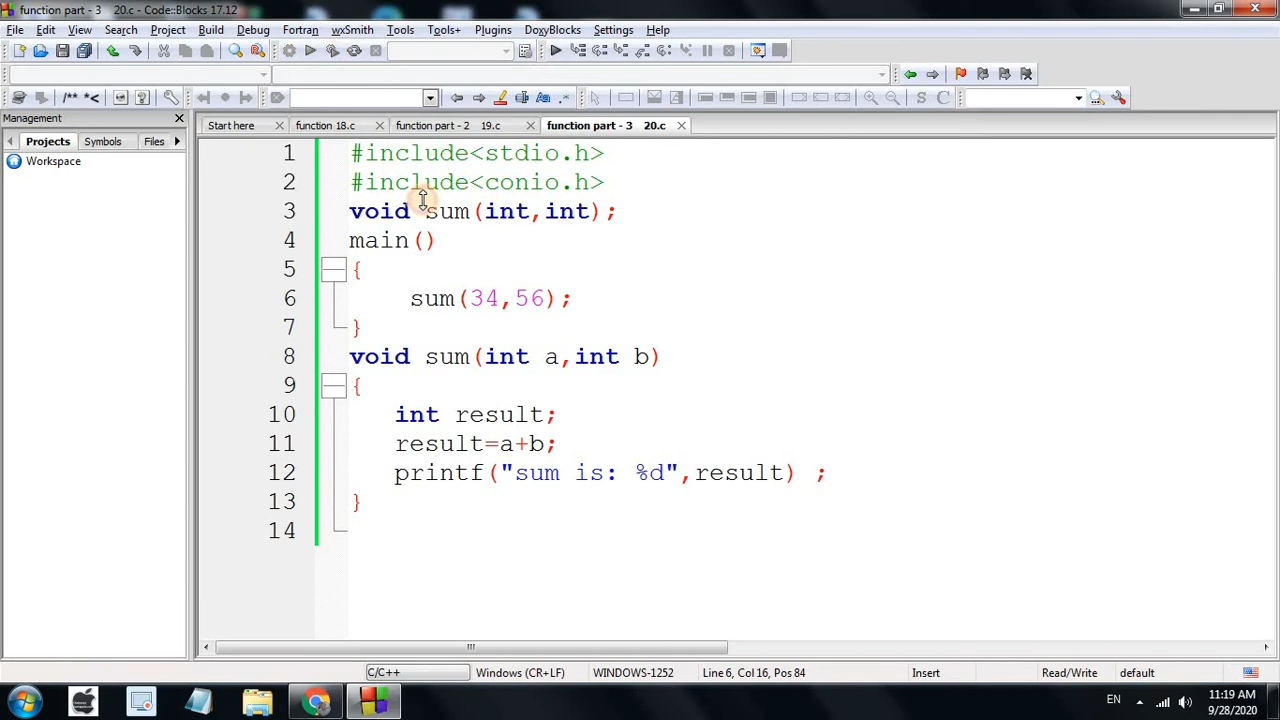 function part - 3 20.c - Code::Blocks 17.12
File Edit View Search Project Build Debug Fortran wxSmith Tools Tools+ Plugins DoxyBlocks Settings Help
/** *<
.*
S C
Management
Projects Symbols Files
Workspace
Start here function 18.c function part - 2 19.c function part - 3 20.c
1 #include<stdio.h>
2 #include<conio.h>
3 void sum(int,int);
4 main()
5 {
6 sum(34,56);
7 }
8 void sum(int a,int b)
9 {
10 int result;
11 result=a+b;
12 printf("sum is: %d",result) ;
13 }
14
C/C++ Windows (CR+LF) WINDOWS-1252 Line 6, Col 16, Pos 84 Insert Read/Write default
EN 11:19 AM
9/28/2020